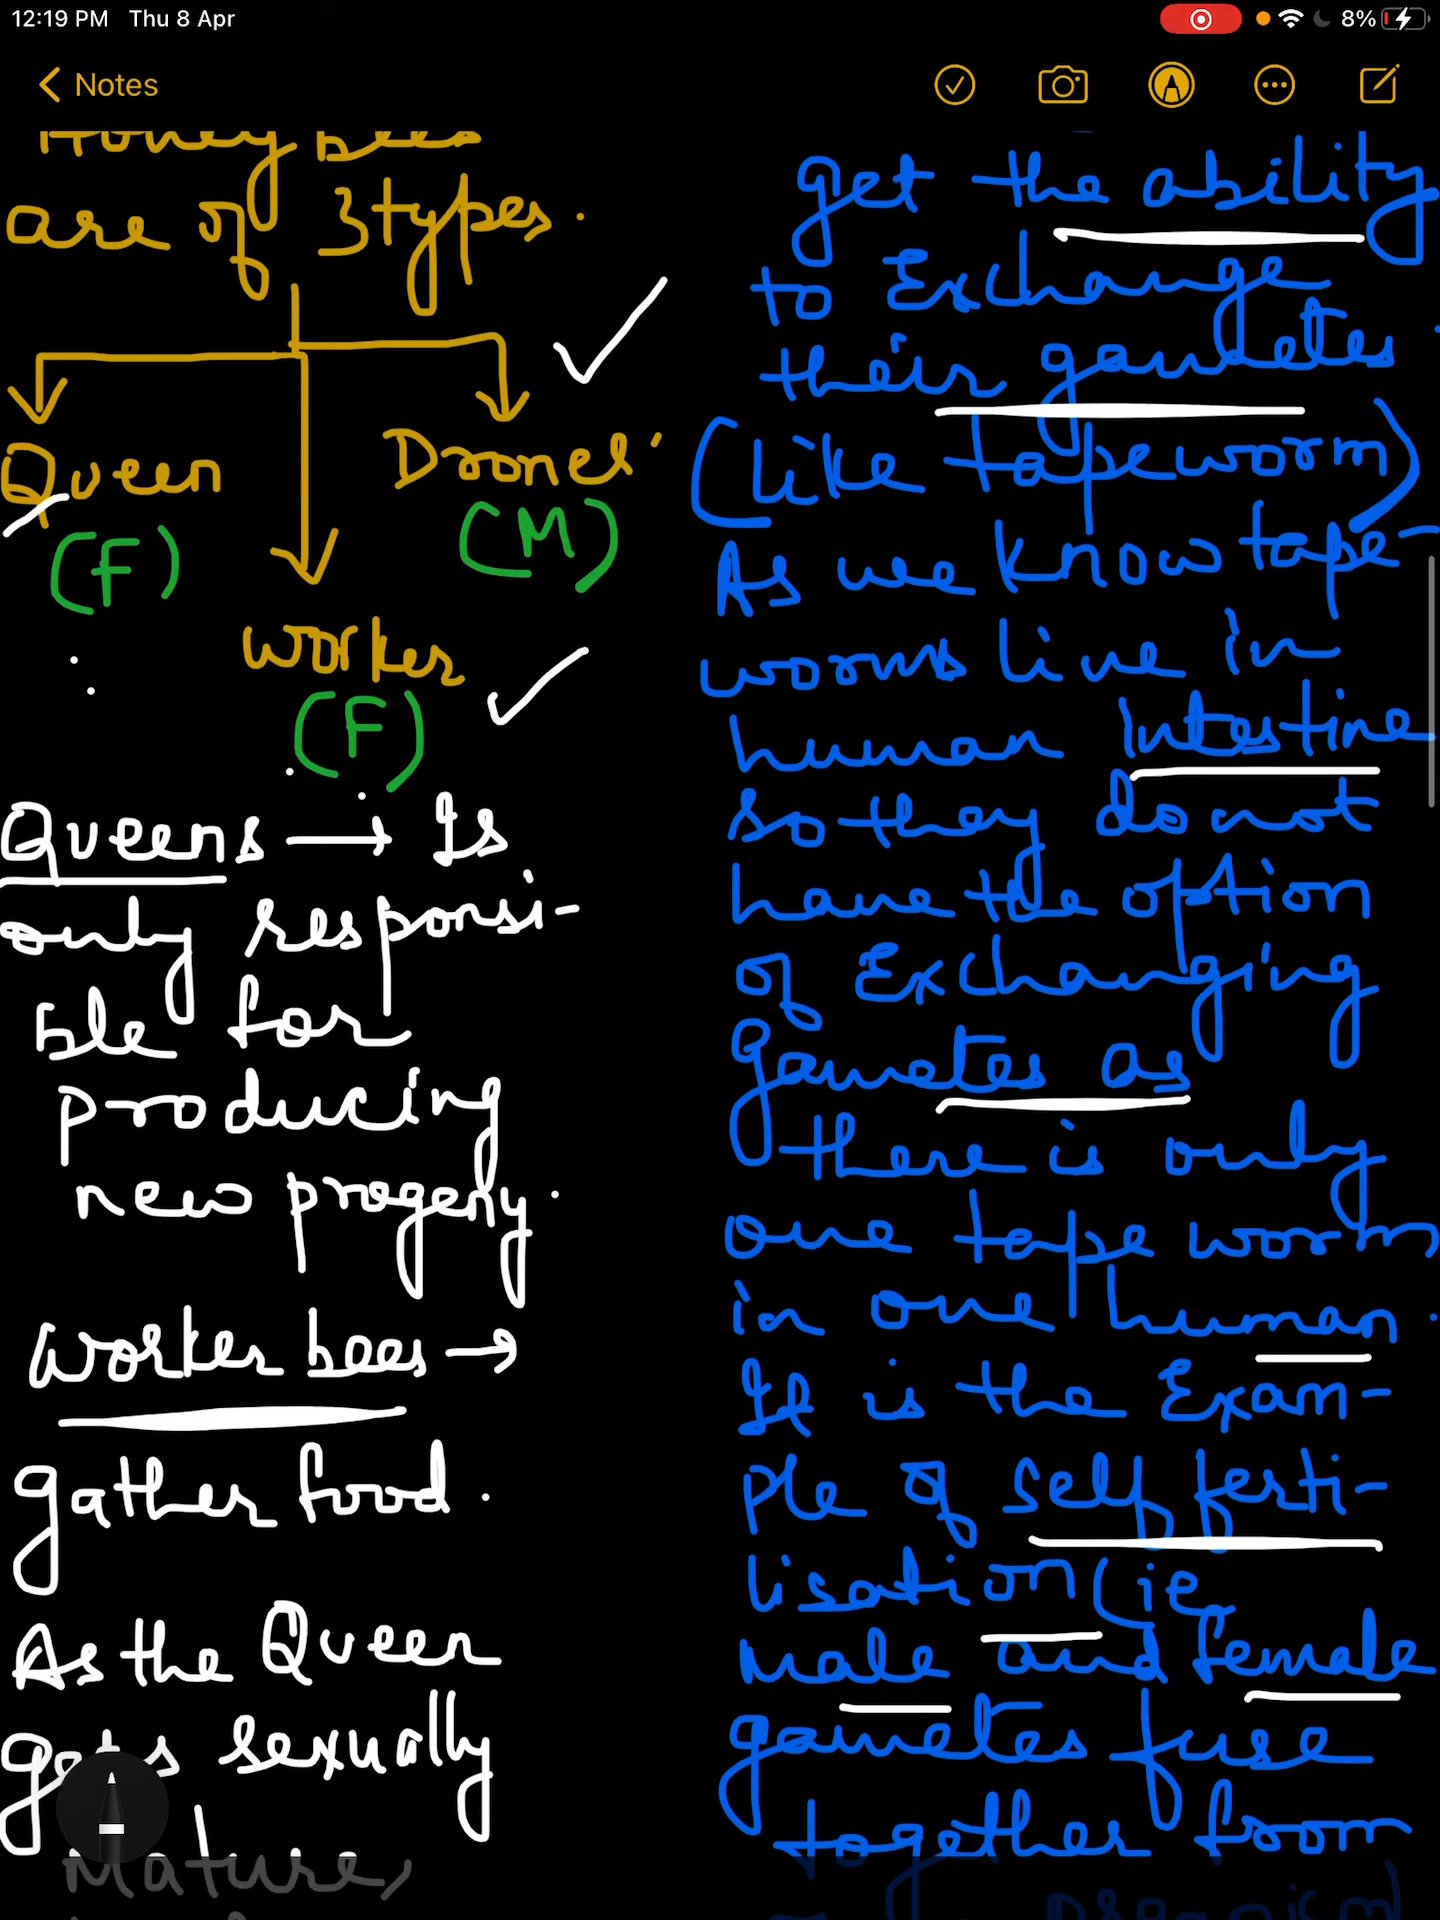 12:19 PM Thu 8 Apr
8%
Notes
Honey bees
are of 3 types.
Queen
(F)
Drones
(M)
Worker
(F)
Queens → Is
only responsi-
ble for
producing
new progeny.
Worker bees →
gather food.
As the Queen
gets sexually
Mature,
get the ability
to Exchange
their gametes
(like tapeworm)
As we know tape-
worms live in
human Intestine
so they do not
have the option
of Exchanging
gametes as
there is only
one tape worm
in one human.
It is the Exam-
ple of self ferti-
lisation (ie,
male and female
gametes fuse
together from
organism)